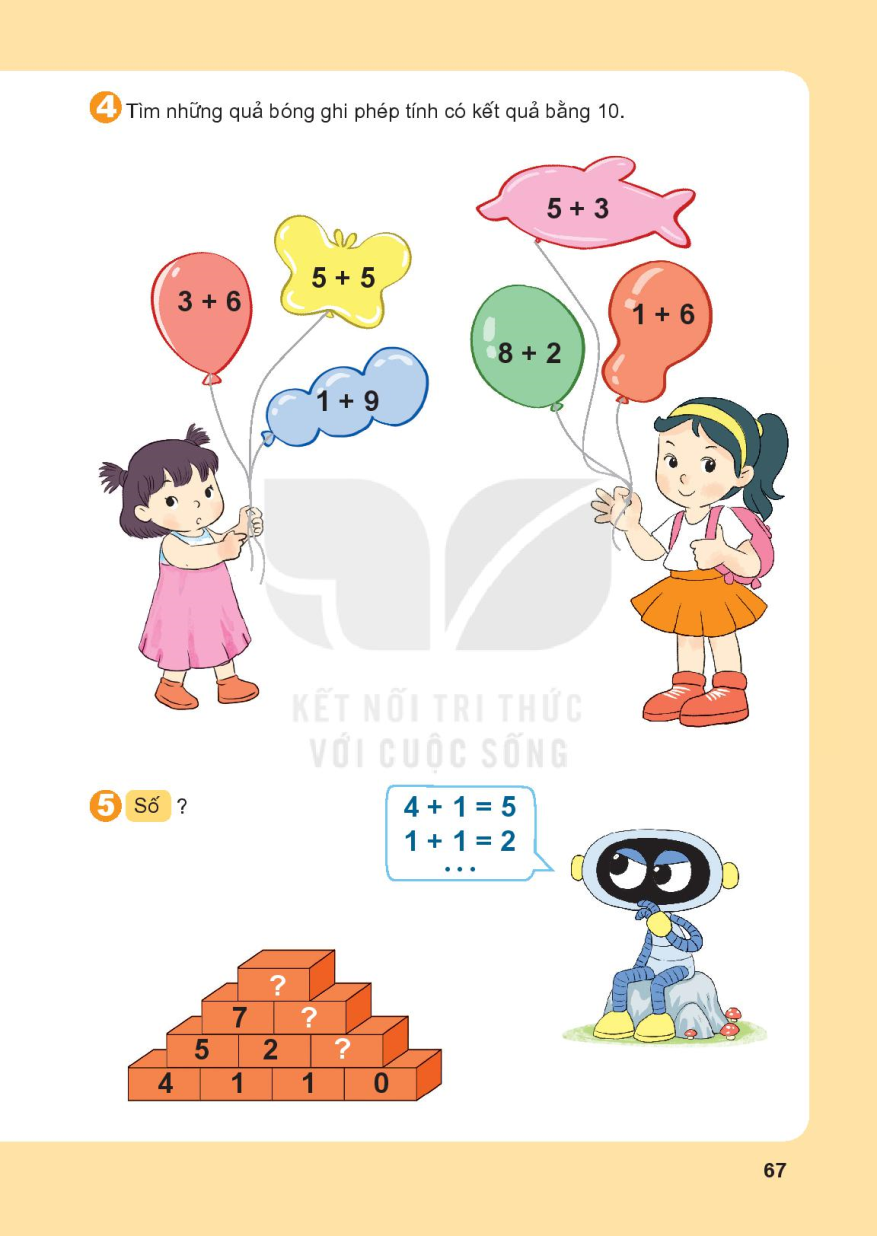 4 Tìm những quả bóng ghi phép tính có kết quả bằng 10.
5 + 3
5 + 5
3 + 6
1 + 6
8 + 2
1 + 9
KẾT NỐI TRI THỨC
VỚI CUỘC SỐNG
5 Số ?
4 + 1 = 5
1 + 1 = 2
...
?
7 ?
5 2 ?
4 1 1 0
67